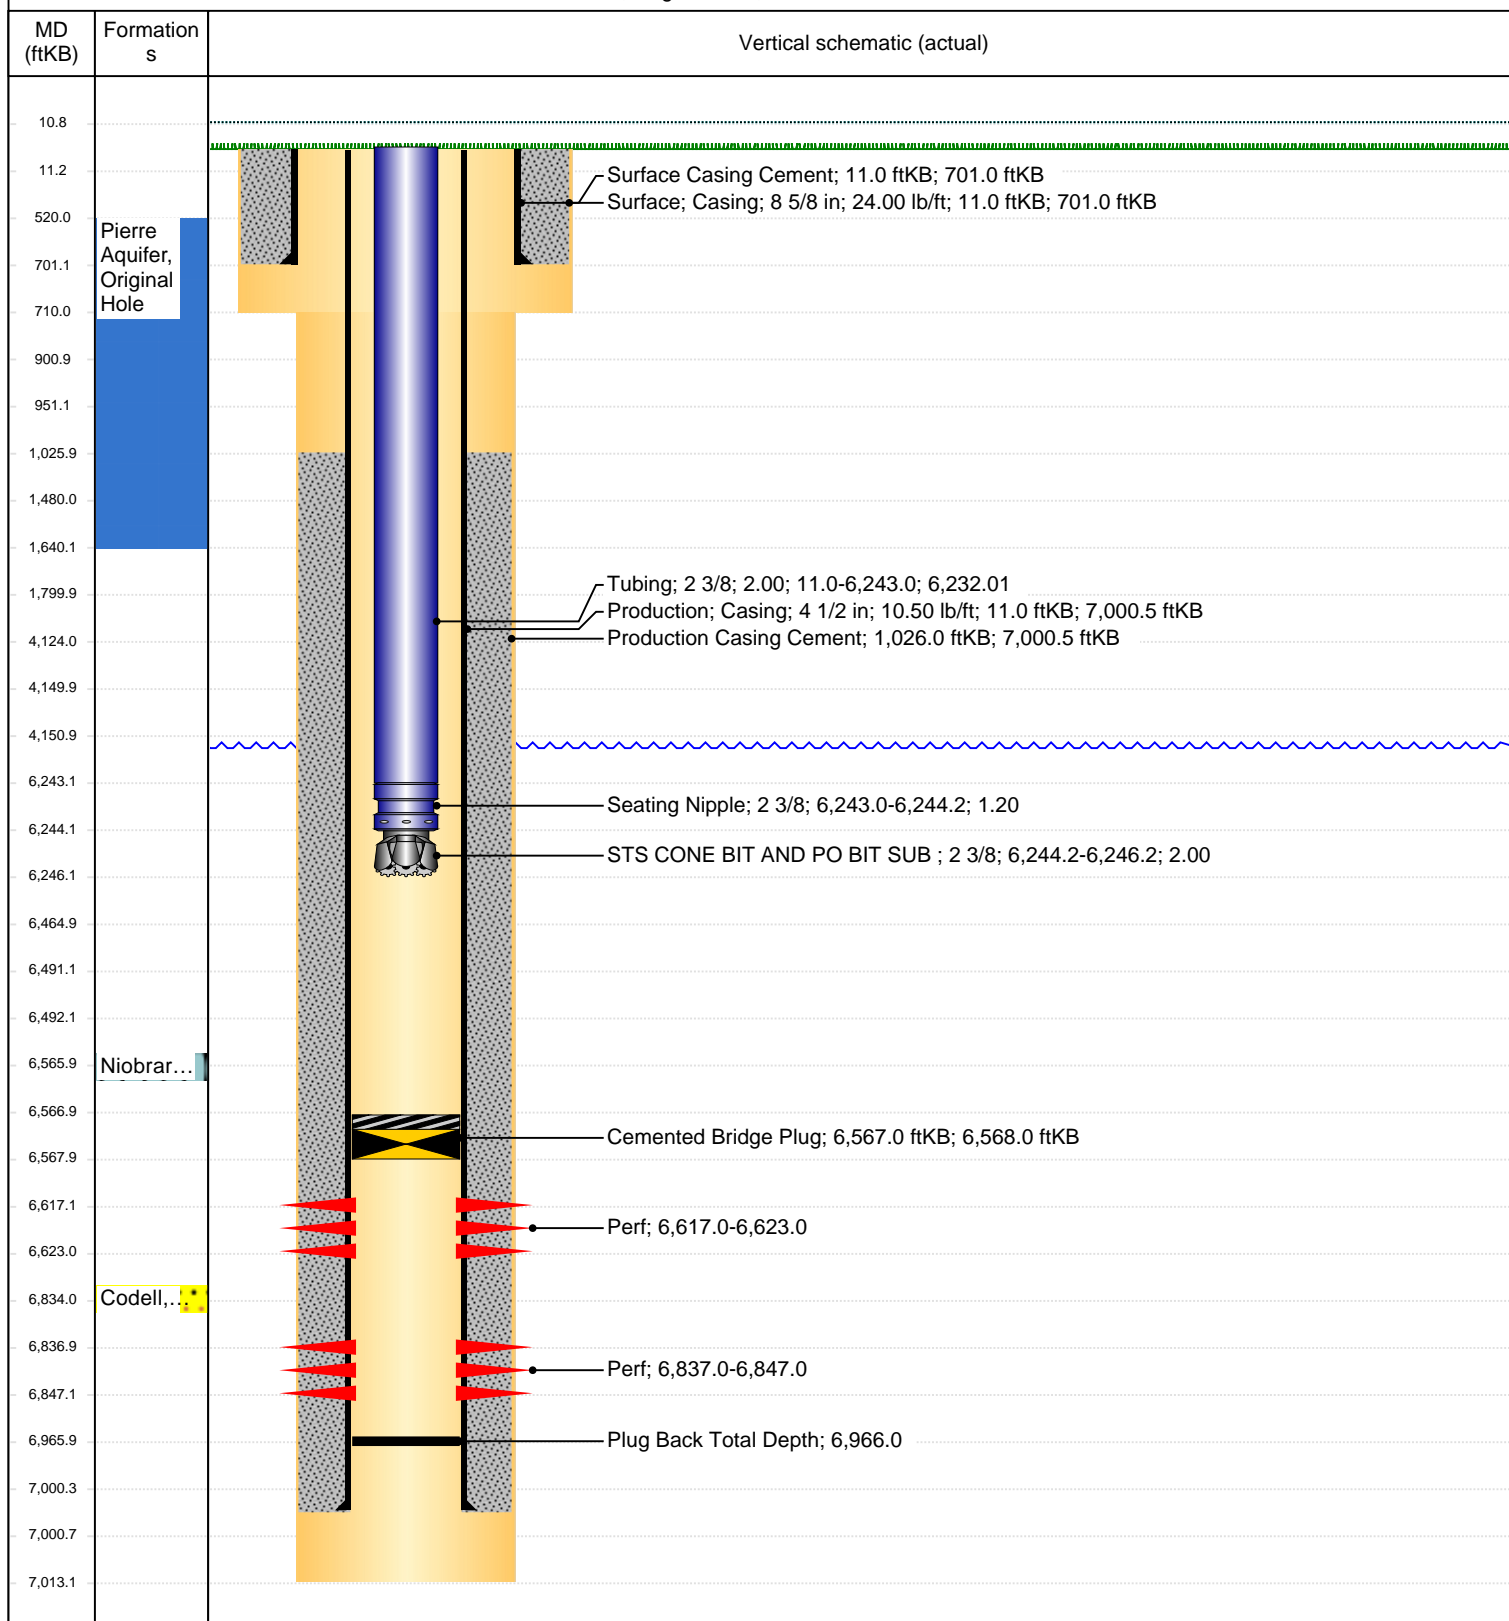 MD
(ftKB)
Formation
s
Vertical schematic (actual)
10.8
11.2
Surface Casing Cement; 11.0 ftKB; 701.0 ftKB
Surface; Casing; 8 5/8 in; 24.00 lb/ft; 11.0 ftKB; 701.0 ftKB
520.0
Pierre
Aquifer,
Original
Hole
701.1
710.0
900.9
951.1
1,025.9
1,480.0
1,640.1
Tubing; 2 3/8; 2.00; 11.0-6,243.0; 6,232.01
1,799.9
Production; Casing; 4 1/2 in; 10.50 lb/ft; 11.0 ftKB; 7,000.5 ftKB
4,124.0
Production Casing Cement; 1,026.0 ftKB; 7,000.5 ftKB
4,149.9
4,150.9
6,243.1
Seating Nipple; 2 3/8; 6,243.0-6,244.2; 1.20
6,244.1
STS CONE BIT AND PO BIT SUB ; 2 3/8; 6,244.2-6,246.2; 2.00
6,246.1
6,464.9
6,491.1
6,492.1
6,565.9
Niobrar…
6,566.9
Cemented Bridge Plug; 6,567.0 ftKB; 6,568.0 ftKB
6,567.9
6,617.1
Perf; 6,617.0-6,623.0
6,623.0
6,834.0
Codell,…
6,836.9
Perf; 6,837.0-6,847.0
6,847.1
6,965.9
Plug Back Total Depth; 6,966.0
7,000.3
7,000.7
7,013.1